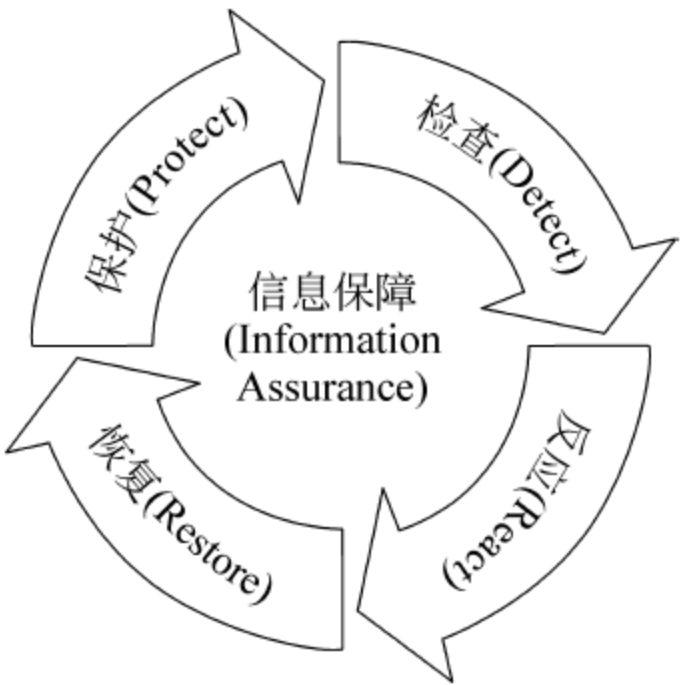 保护(Protect)
检查(Detect)
信息保障
(Information
Assurance)
恢复(Restore)
反应(React)